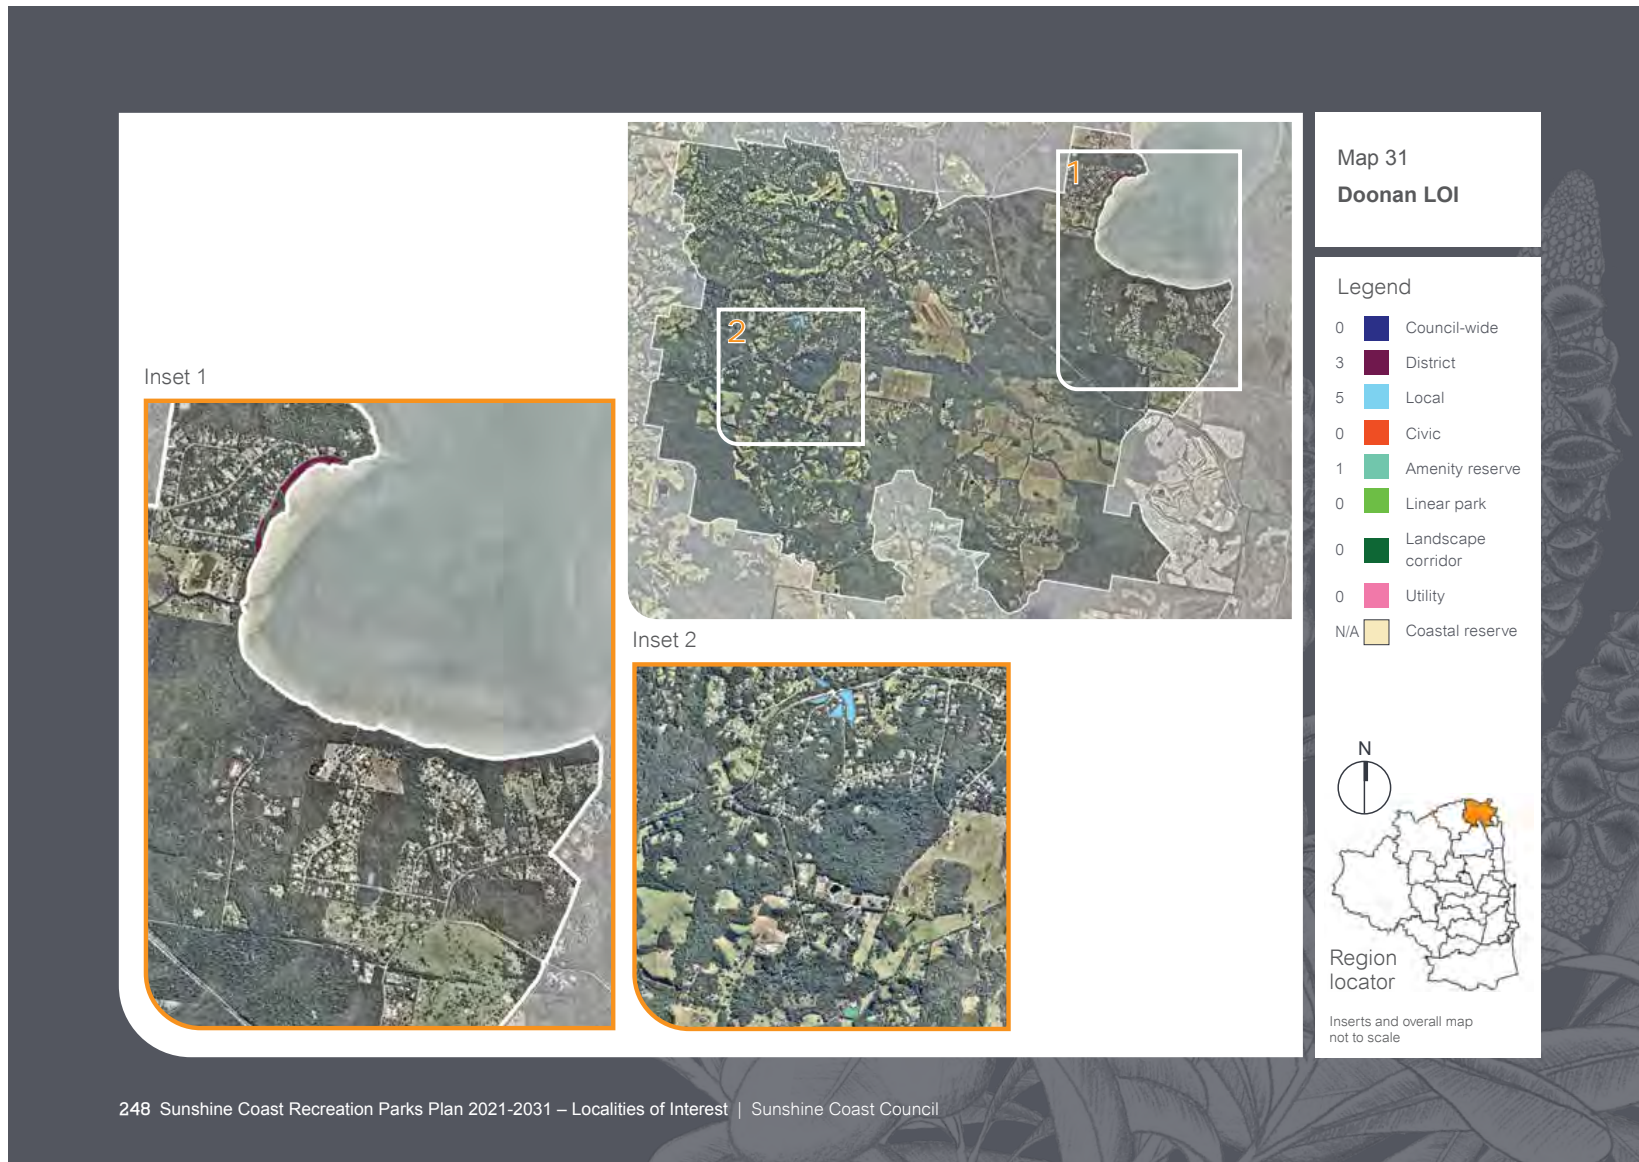 Map 31
Doonan LOI
Legend
0 Council-wide
3 District
5 Local
0 Civic
1 Amenity reserve
0 Linear park
0 Landscape
corridor
0 Utility
N/A Coastal reserve
N
Region
locator
Inserts and overall map
not to scale
1
2
Inset 1
Inset 2
248 Sunshine Coast Recreation Parks Plan 2021-2031 – Localities of Interest | Sunshine Coast Council